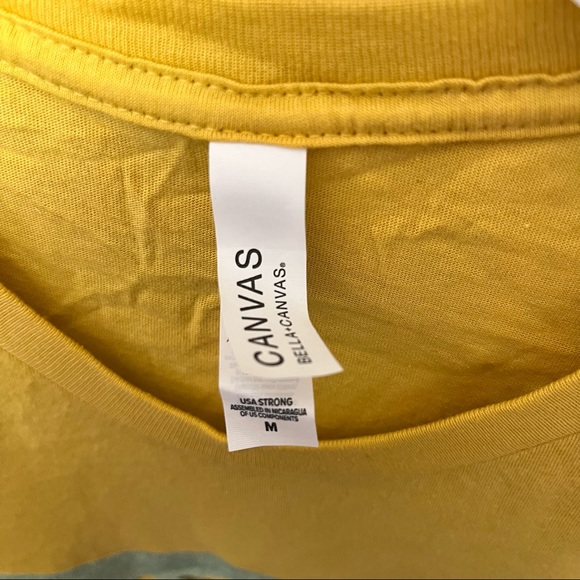 CANVAS
BELLA+CANVAS®
USA STRONG
ASSEMBLED IN NICARAGUA
OF US COMPONENTS
M